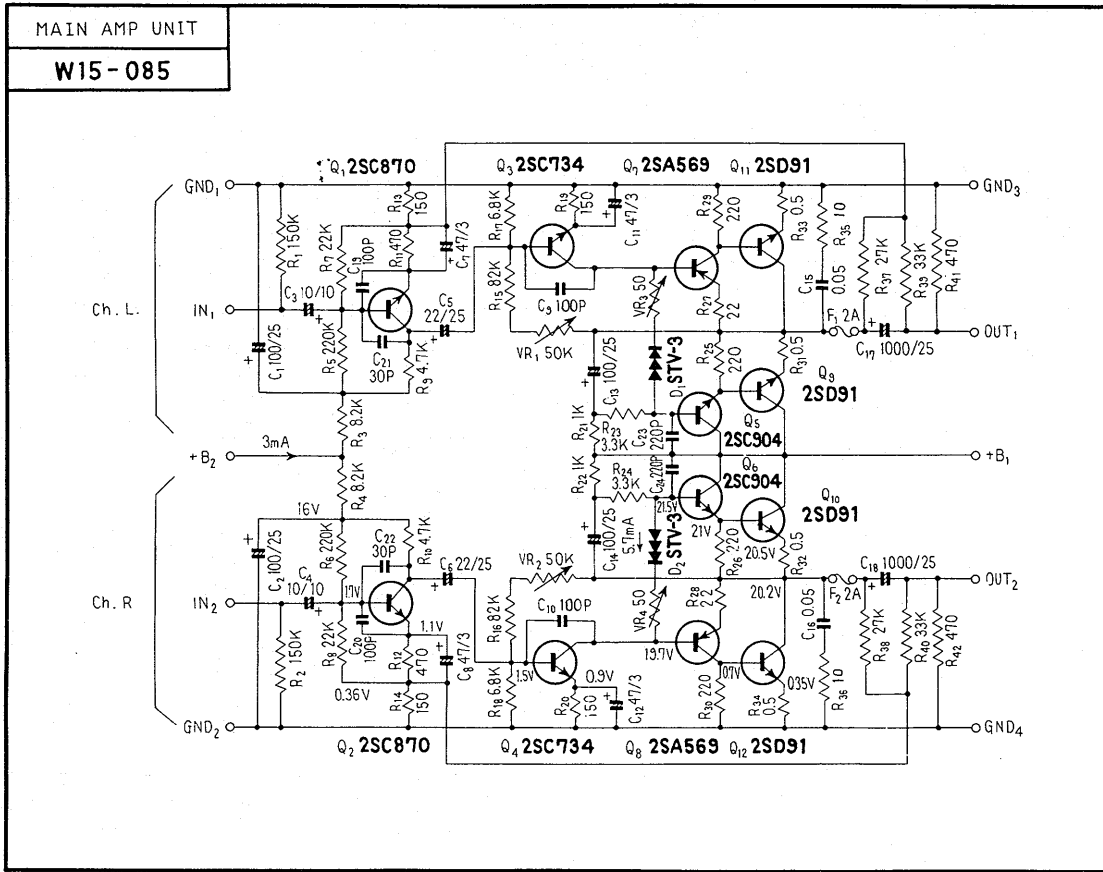 MAIN AMP UNIT
W15-085
Q₁ 2SC870
Q₃ 2SC734
Q₇ 2SA569
Q₁₁ 2SD91
GND₁
GND₃
R₁₃ 150
R₁₇ 6.8K
R₁₉ 150
C₁₁ 47/3
R₂₉ 220
R₃₃ 0.5
R₃₅ 10
R₁ 150K
R₇ 22K
C₁₉ 100P
R₁₁ 470
C₇ 47/3
R₁₅ 82K
C₉ 100P
VR₃ 50
R₂₇ 22
C₁₅ 0.05
R₃₇ 27K
R₃₉ 33K
R₄₁ 470
Ch. L.
IN₁
C₃ 10/10
C₅ 22/25
VR₁ 50K
F₁ 2A
OUT₁
C₁₇ 1000/25
C₁ 100/25
R₅ 220K
C₂₁ 30P
R₉ 4.7K
C₁₃ 100/25
D₁ STV-3
R₂₅ 220
R₃₁ 0.5
Q₉ 2SD91
R₃ 8.2K
R₂₁ 1K
R₂₃ 3.3K
C₂₃ 220P
Q₅ 2SC904
+B₂
3mA
+B₁
R₄ 8.2K
R₂₂ 1K
R₂₄ 3.3K
C₂₄ 220P
Q₆ 2SC904
Q₁₀ 2SD91
16V
21.5V
21V
20.5V
C₂ 100/25
R₆ 220K
C₂₂ 30P
R₁₀ 4.7K
C₁₄ 100/25
5.7mA
D₂ STV-3
R₂₆ 220
R₃₂ 0.5
Ch. R
C₄ 10/10
C₆ 22/25
VR₂ 50K
20.2V
F₂ 2A
C₁₈ 1000/25
OUT₂
IN₂
1.7V
R₁₆ 82K
C₁₀ 100P
VR₄ 50
R₂₈ 22
C₁₆ 0.05
R₃₈ 27K
R₄₀ 33K
R₄₂ 470
R₂ 150K
R₈ 22K
C₂₀ 100P
1.1V
R₁₂ 470
C₈ 47/3
1.5V
0.9V
19.7V
0.7V
0.35V
0.36V
R₁₄ 150
R₁₈ 6.8K
R₂₀ 150
C₁₂ 47/3
R₃₀ 220
R₃₄ 0.5
R₃₆ 10
GND₂
GND₄
Q₂ 2SC870
Q₄ 2SC734
Q₈ 2SA569
Q₁₂ 2SD91